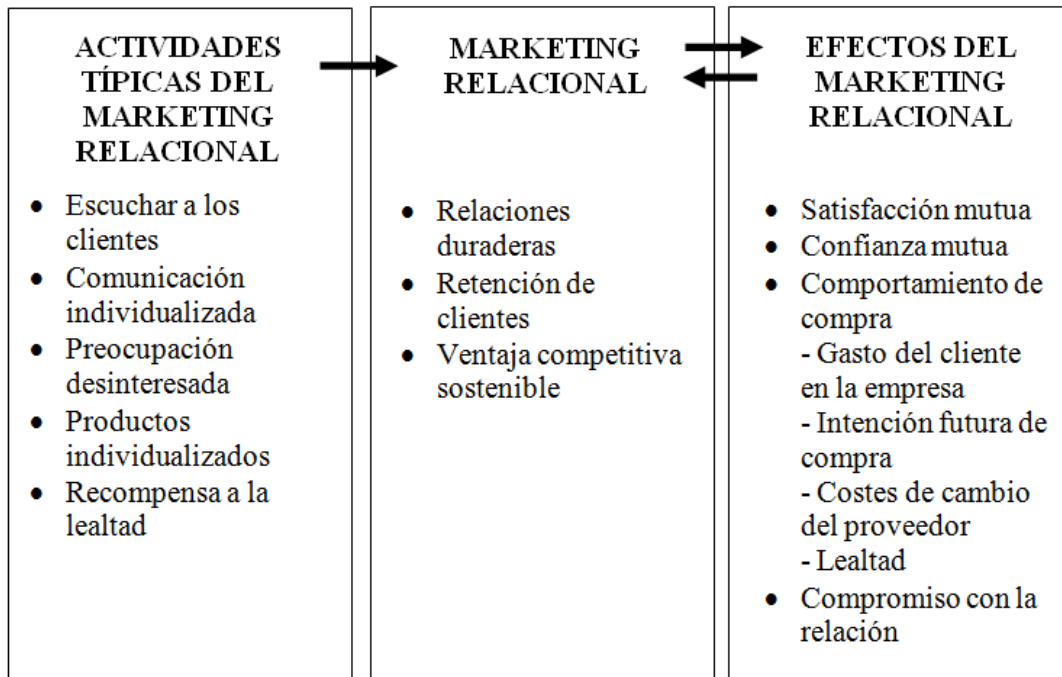 ACTIVIDADES
TÍPICAS DEL
MARKETING
RELACIONAL
• Escuchar a los
clientes
• Comunicación
individualizada
• Preocupación
desinteresada
• Productos
individualizados
• Recompensa a la
lealtad
MARKETING
RELACIONAL
• Relaciones
duraderas
• Retención de
clientes
• Ventaja competitiva
sostenible
EFECTOS DEL
MARKETING
RELACIONAL
• Satisfacción mutua
• Confianza mutua
• Comportamiento de
compra
- Gasto del cliente
en la empresa
- Intención futura de
compra
- Costes de cambio
del proveedor
- Lealtad
• Compromiso con la
relación